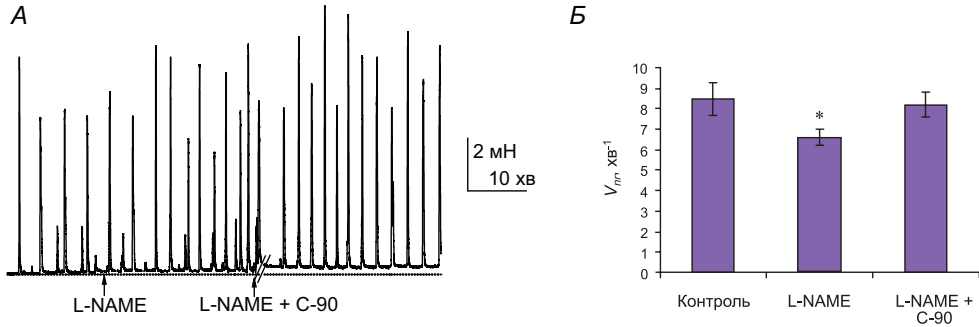 А
Б
2 мН
10 хв
L-NAME
L-NAME + C-90
Vпг, хв-1
10
9
8
7
6
5
4
3
2
1
0
*
Контроль
L-NAME
L-NAME +
C-90